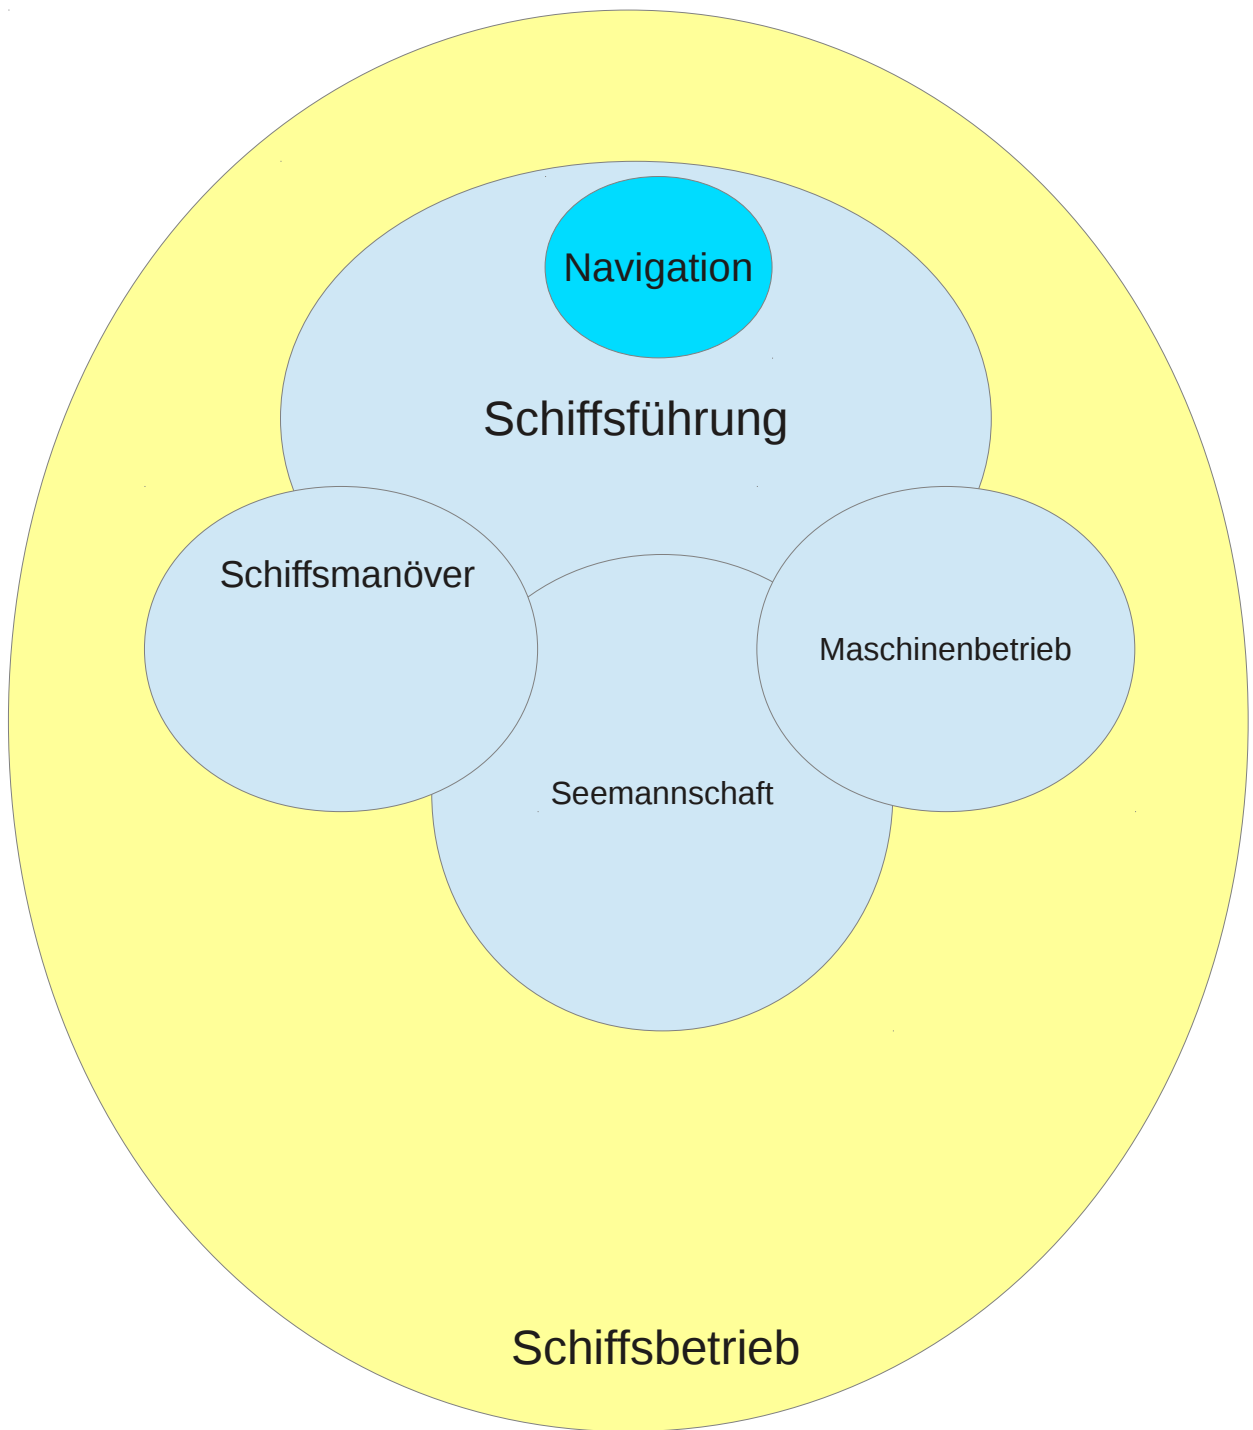 Navigation
Schiffsführung
Schiffsmanöver
Maschinenbetrieb
Seemannschaft
Schiffsbetrieb